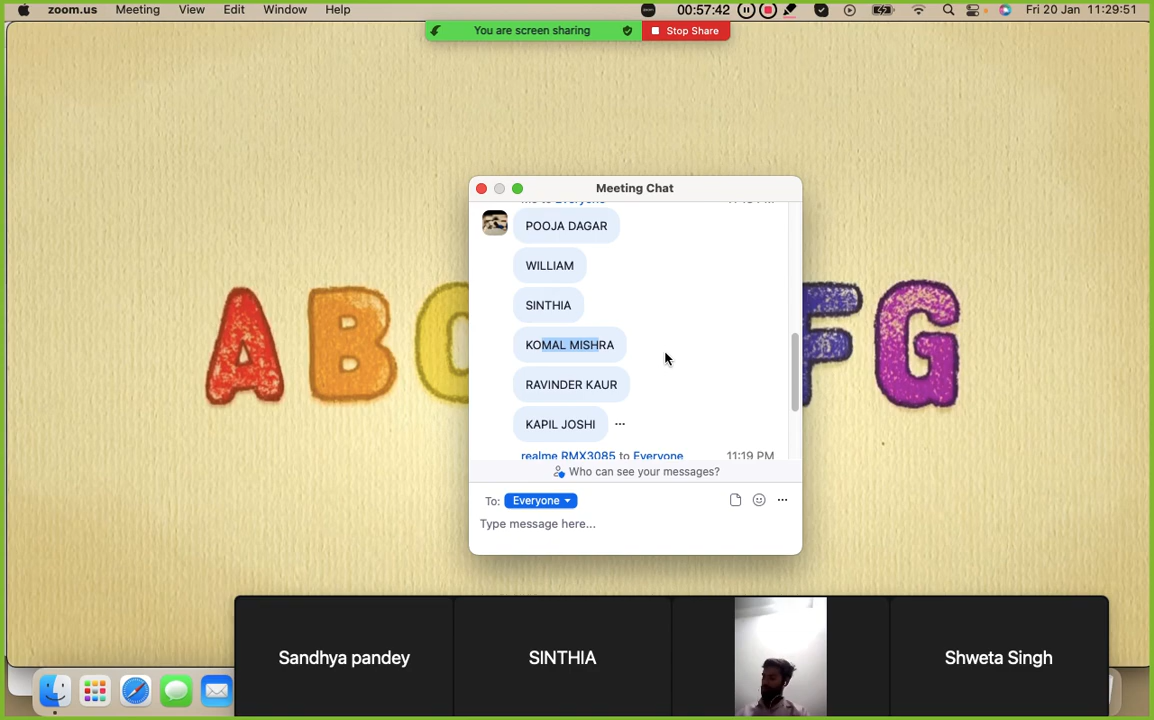 zoom.us Meeting View Edit Window Help 00:57:42 Fri 20 Jan 11:29:51
You are screen sharing Stop Share
A B C F G
Meeting Chat
POOJA DAGAR
WILLIAM
SINTHIA
KOMAL MISHRA
RAVINDER KAUR
KAPIL JOSHI
realme RMX3085 to Everyone 11:19 PM
Who can see your messages?
To: Everyone
Type message here...
Sandhya pandey SINTHIA Shweta Singh